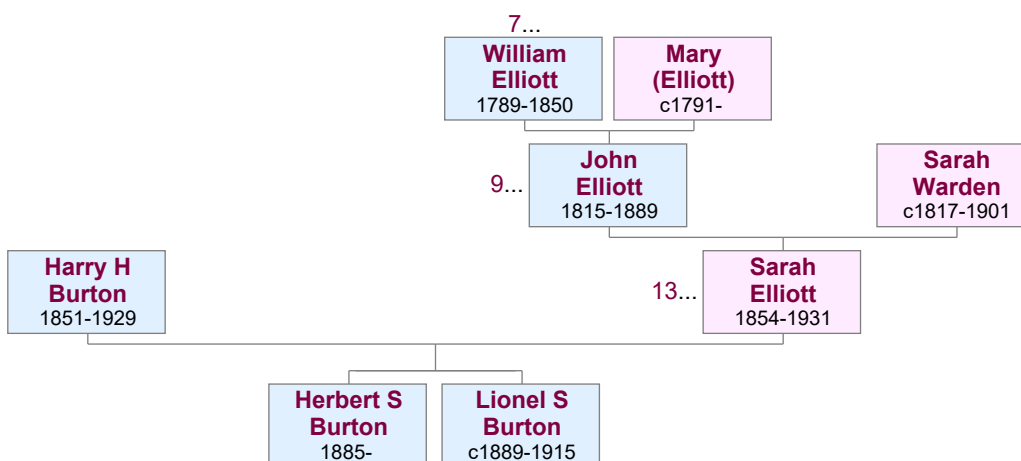 7...
William
Elliott
1789-1850
Mary
(Elliott)
c1791-
9...
John
Elliott
1815-1889
Sarah
Warden
c1817-1901
Harry H
Burton
1851-1929
13...
Sarah
Elliott
1854-1931
Herbert S
Burton
1885-
Lionel S
Burton
c1889-1915